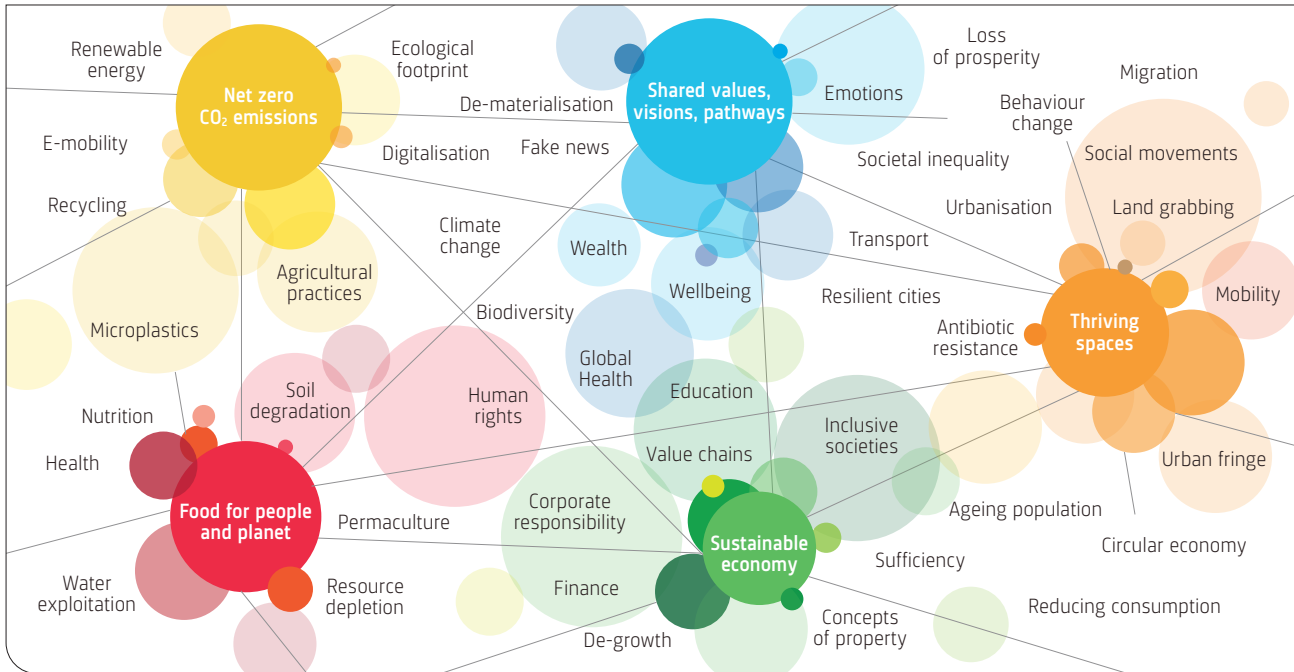 Renewable
energy
Ecological
footprint
Net zero
CO₂ emissions
De-materialisation
E-mobility
Digitalisation
Fake news
Recycling
Shared values,
visions, pathways
Emotions
Loss
of prosperity
Migration
Behaviour
change
Societal inequality
Social movements
Urbanisation
Land grabbing
Climate
change
Wealth
Transport
Agricultural
practices
Wellbeing
Resilient cities
Mobility
Microplastics
Biodiversity
Antibiotic
resistance
Thriving
spaces
Global
Health
Soil
degradation
Human
rights
Education
Nutrition
Inclusive
societies
Health
Value chains
Urban fringe
Corporate
responsibility
Ageing population
Food for people
and planet
Permaculture
Sustainable
economy
Circular economy
Sufficiency
Water
exploitation
Resource
depletion
Finance
Reducing consumption
Concepts
of property
De-growth